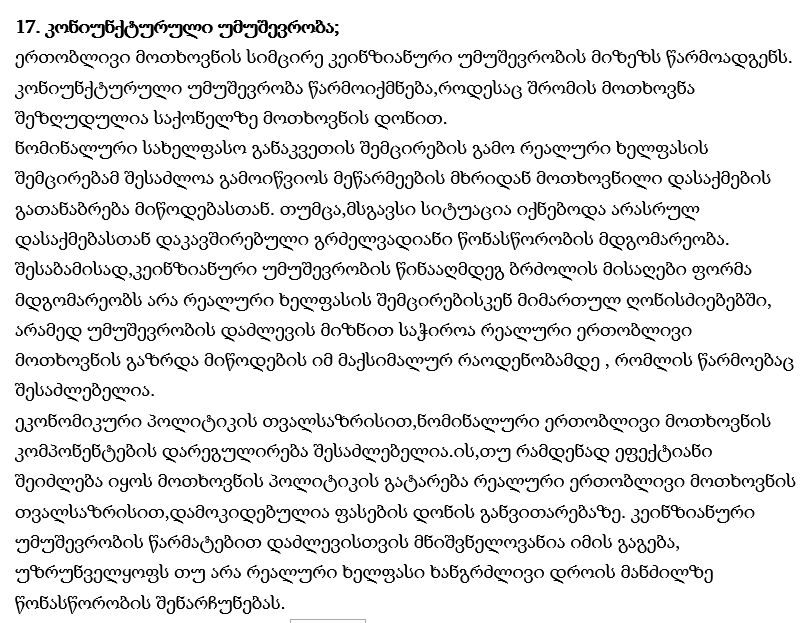 17. კონიუნქტურული უმუშევრობა;
ერთობლივი მოთხოვნის სიმცირე კეინზიანური უმუშევრობის მიზეზს წარმოადგენს.
კონიუნქტურული უმუშევრობა წარმოიქმნება,როდესაც შრომის მოთხოვნა
შეზღუდულია საქონელზე მოთხოვნის დონით.
ნომინალური სახელფასო განაკვეთის შემცირების გამო რეალური ხელფასის
შემცირებამ შესაძლოა გამოიწვიოს მეწარმეების მხრიდან მოთხოვნილი დასაქმების
გათანაბრება მიწოდებასთან. თუმცა,მსგავსი სიტუაცია იქნებოდა არასრულ
დასაქმებასთან დაკავშირებული გრძელვადიანი წონასწორობის მდგომარეობა.
შესაბამისად,კეინზიანური უმუშევრობის წინააღმდეგ ბრძოლის მისაღები ფორმა
მდგომარეობს არა რეალური ხელფასის შემცირებისკენ მიმართულ ღონისძიებებში,
არამედ უმუშევრობის დაძლევის მიზნით საჭიროა რეალური ერთობლივი
მოთხოვნის გაზრდა მიწოდების იმ მაქსიმალურ რაოდენობამდე , რომლის წარმოებაც
შესაძლებელია.
ეკონომიკური პოლიტიკის თვალსაზრისით,ნომინალური ერთობლივი მოთხოვნის
კომპონენტების დარეგულირება შესაძლებელია.ის,თუ რამდენად ეფექტიანი
შეიძლება იყოს მოთხოვნის პოლიტიკის გატარება რეალური ერთობლივი მოთხოვნის
თვალსაზრისით,დამოკიდებულია ფასების დონის განვითარებაზე. კეინზიანური
უმუშევრობის წარმატებით დაძლევისთვის მნიშვნელოვანია იმის გაგება,
უზრუნველყოფს თუ არა რეალური ხელფასი ხანგრძლივი დროის მანძილზე
წონასწორობის შენარჩუნებას.